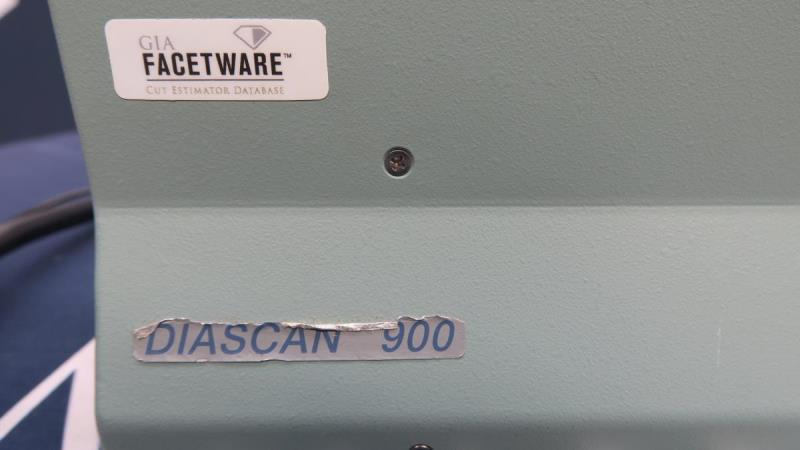 GIA
FACETWARE™
CUT ESTIMATOR DATABASE
DIASCAN 900